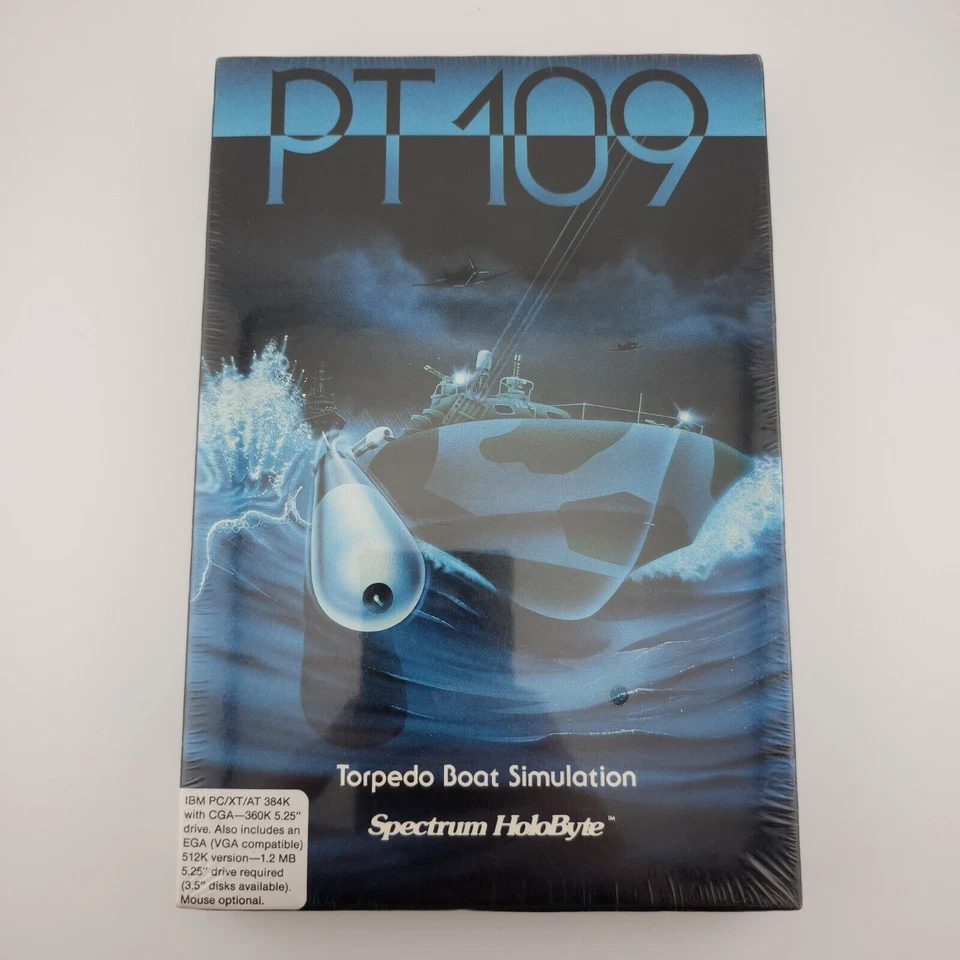 PT109
Torpedo Boat Simulation
Spectrum HoloByte™
IBM PC/XT/AT 384K
with CGA—360K 5.25"
drive. Also includes an
EGA (VGA compatible)
512K version—1.2 MB
5.25" drive required
(3.5" disks available).
Mouse optional.